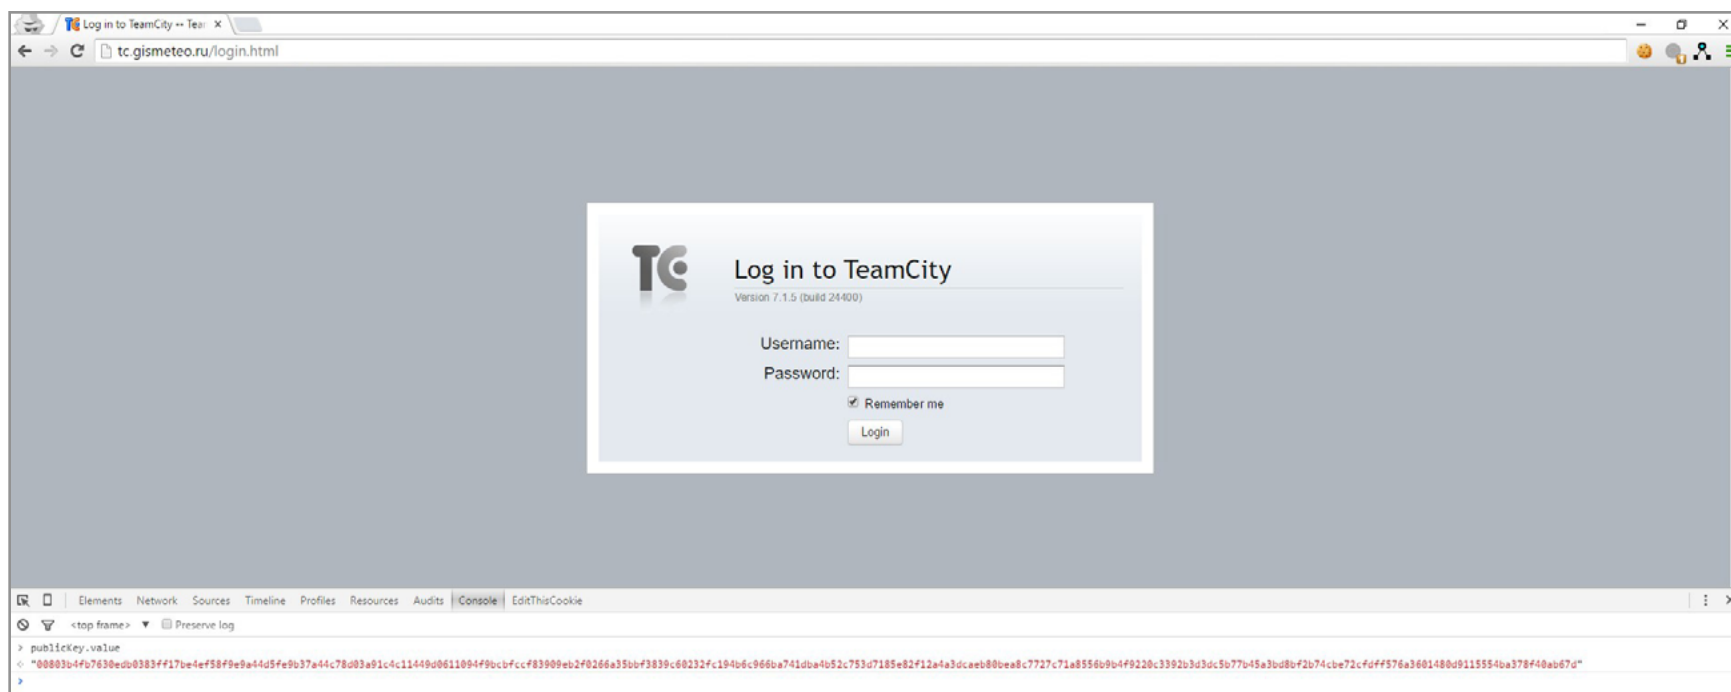 Log in to TeamCity -- Tear
tc.gismeteo.ru/login.html
TC
Log in to TeamCity
Version 7.1.5 (build 24400)
Username:
Password:
Remember me
Login
Elements Network Sources Timeline Profiles Resources Audits Console EditThisCookie
<top frame> ▼ Preserve log
> publicKey.value